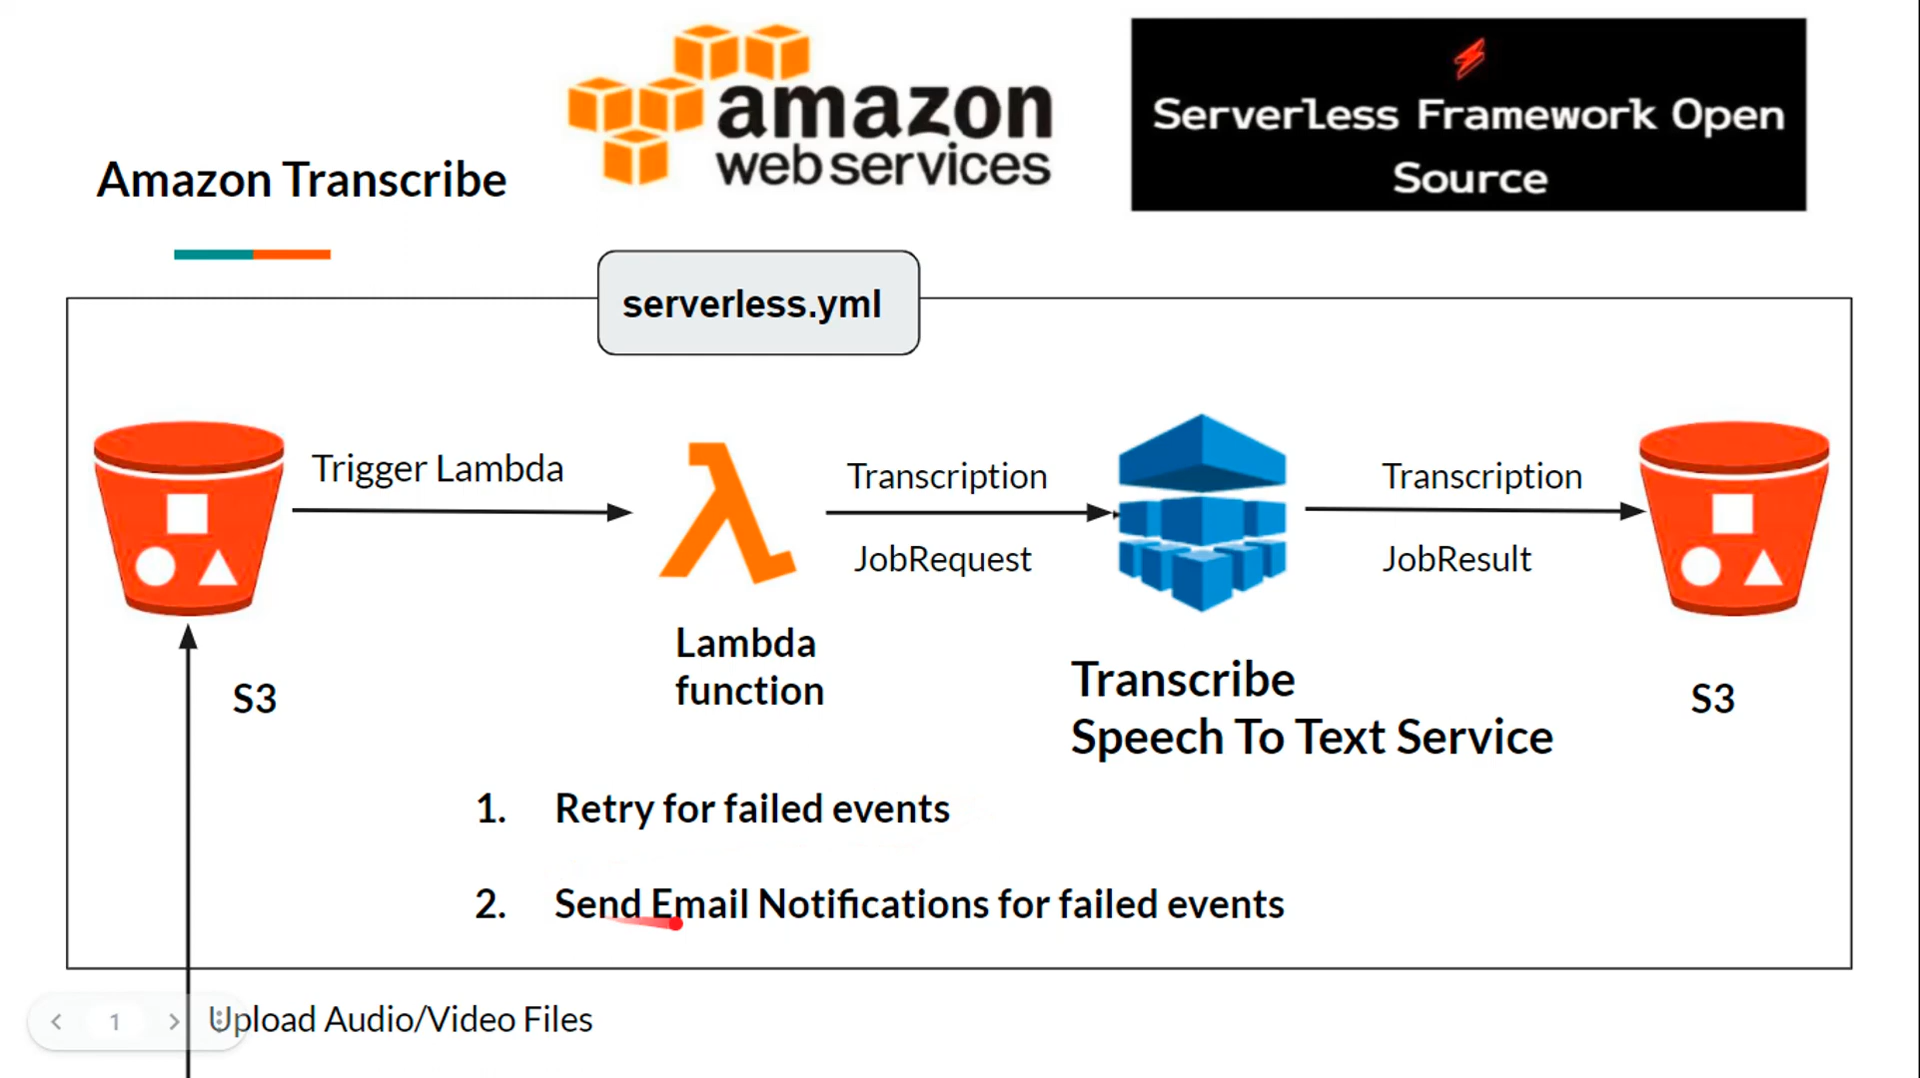 amazon
web services
Serverless Framework Open
Source
Amazon Transcribe
serverless.yml
Trigger Lambda
Transcription
JobRequest
Transcription
JobResult
Lambda
function
S3
Transcribe
Speech To Text Service
S3
1. Retry for failed events
2. Send Email Notifications for failed events
1
Upload Audio/Video Files